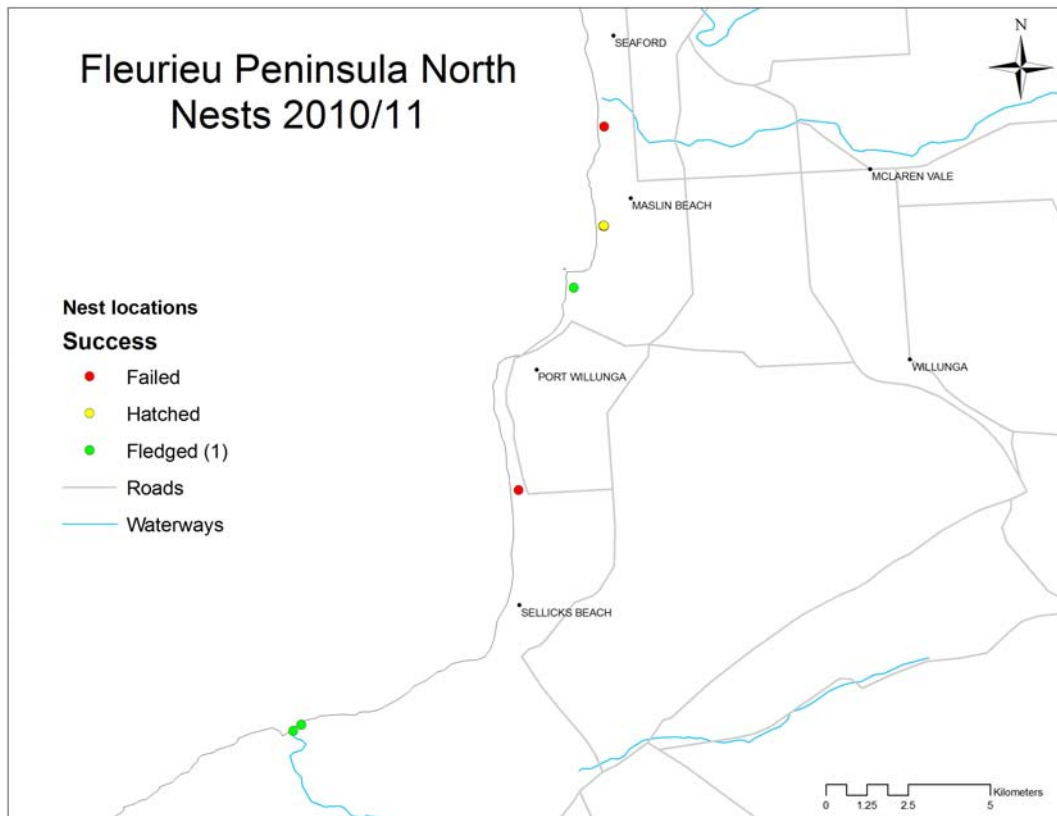 Fleurieu Peninsula North
Nests 2010/11
N
SEAFORD
MCLAREN VALE
MASLIN BEACH
WILLUNGA
PORT WILLUNGA
SELLICKS BEACH
Nest locations
Success
Failed
Hatched
Fledged (1)
Roads
Waterways
Kilometers
0 1.25 2.5 5